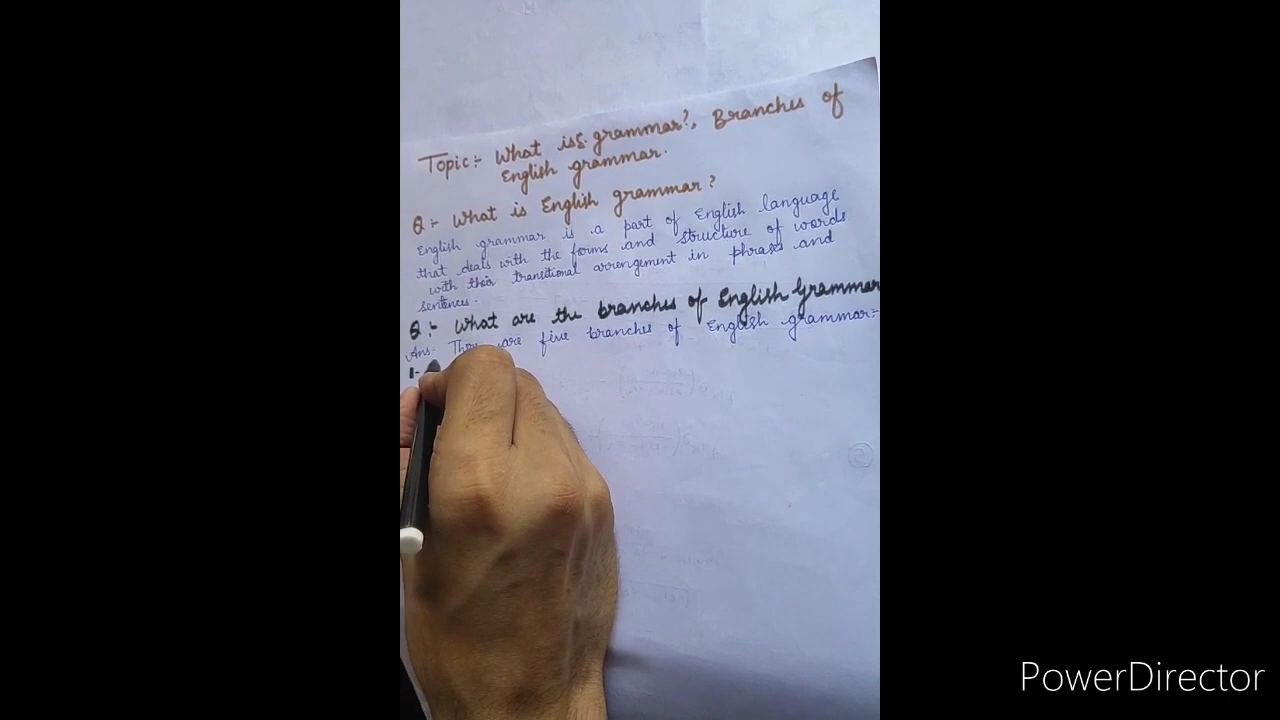 Topic:- What is E. grammar?, Branches of
English grammar.
Q:- What is English grammar?
English grammar is a part of English language
that deals with the forms and structure of words
with their transitional arrengement in phrases and
sentences.
Q:- What are the branches of English Grammar
Ans:- are five branches of English grammar:-
1-
PowerDirector